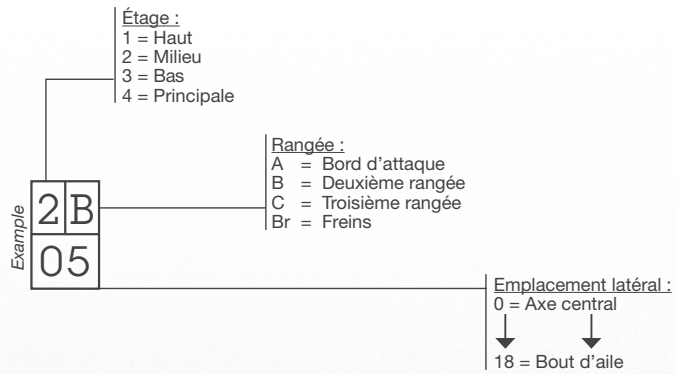 Étage :
1 = Haut
2 = Milieu
3 = Bas
4 = Principale
Rangée :
A = Bord d'attaque
B = Deuxième rangée
C = Troisième rangée
Br = Freins
Example
2 B
05
Emplacement latéral :
0 = Axe central
18 = Bout d'aile